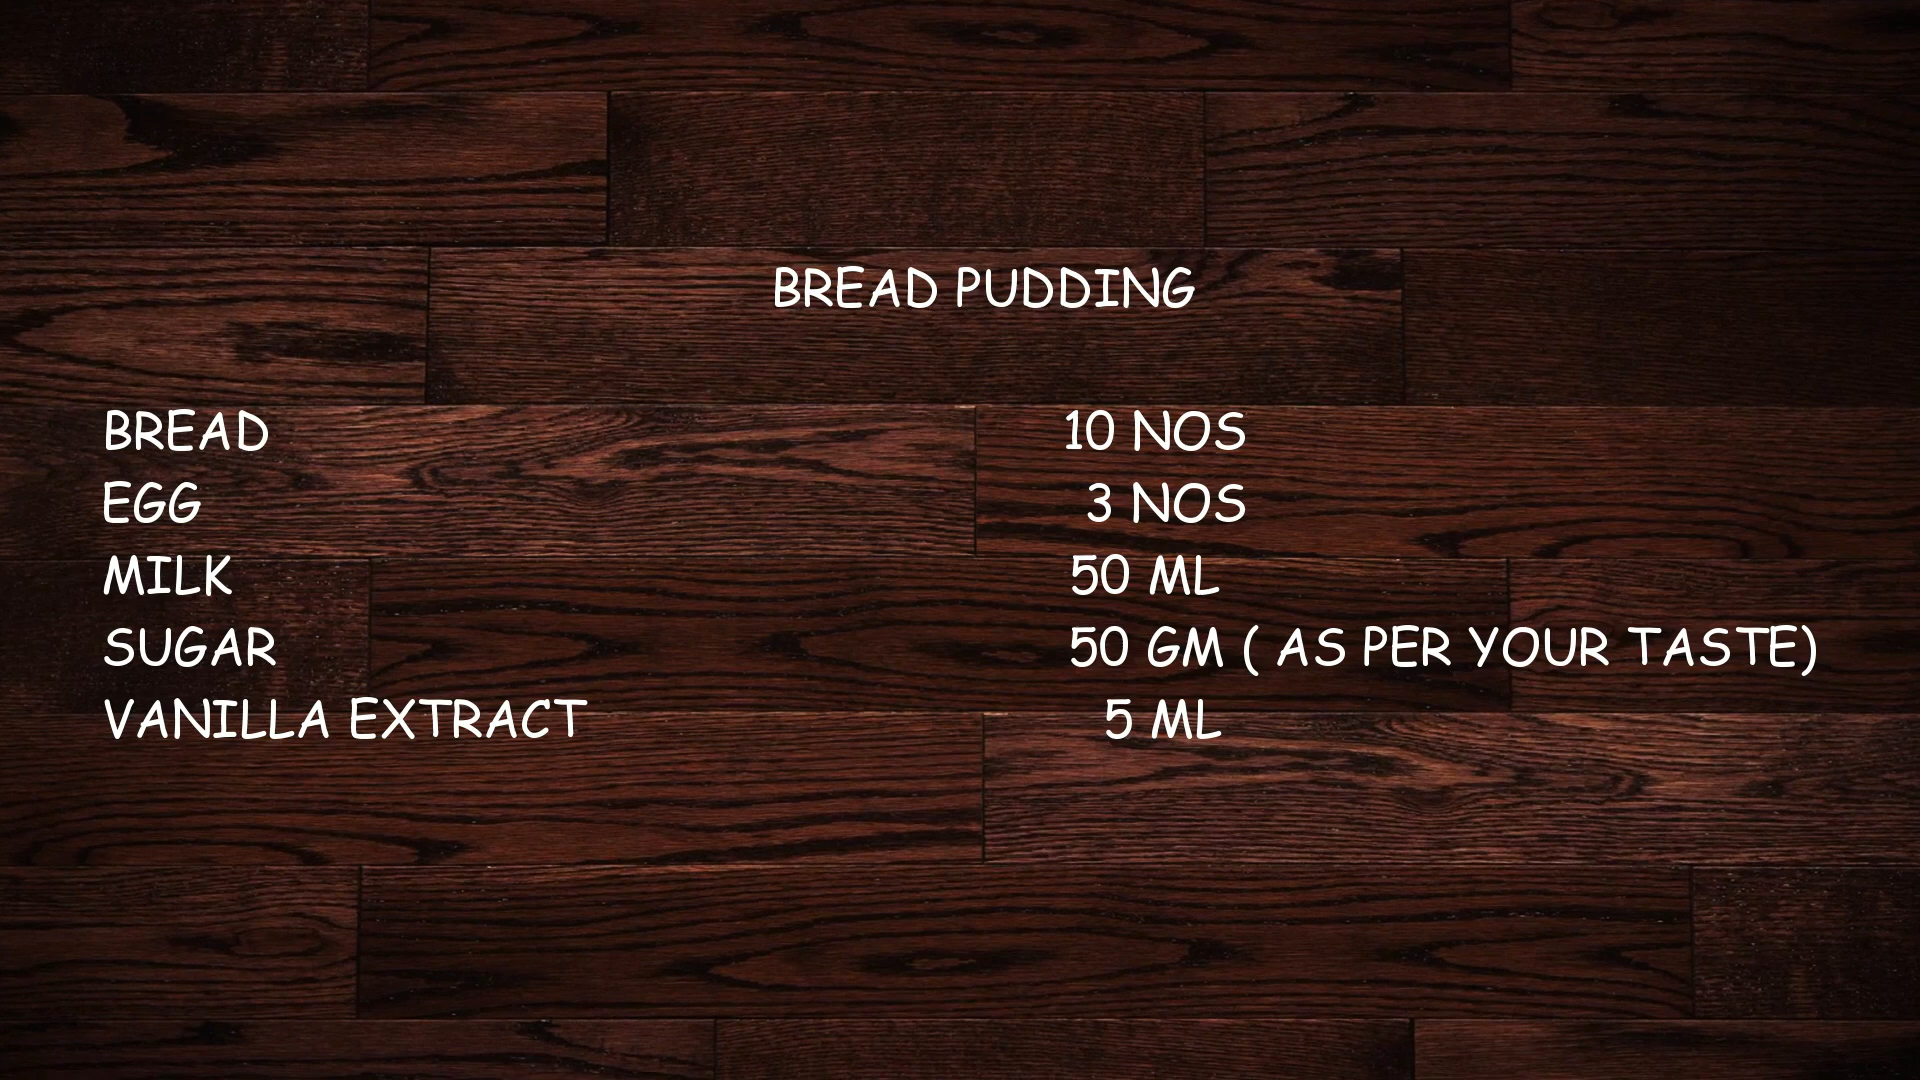 BREAD PUDDING
BREAD 10 NOS
EGG 3 NOS
MILK 50 ML
SUGAR 50 GM ( AS PER YOUR TASTE)
VANILLA EXTRACT 5 ML